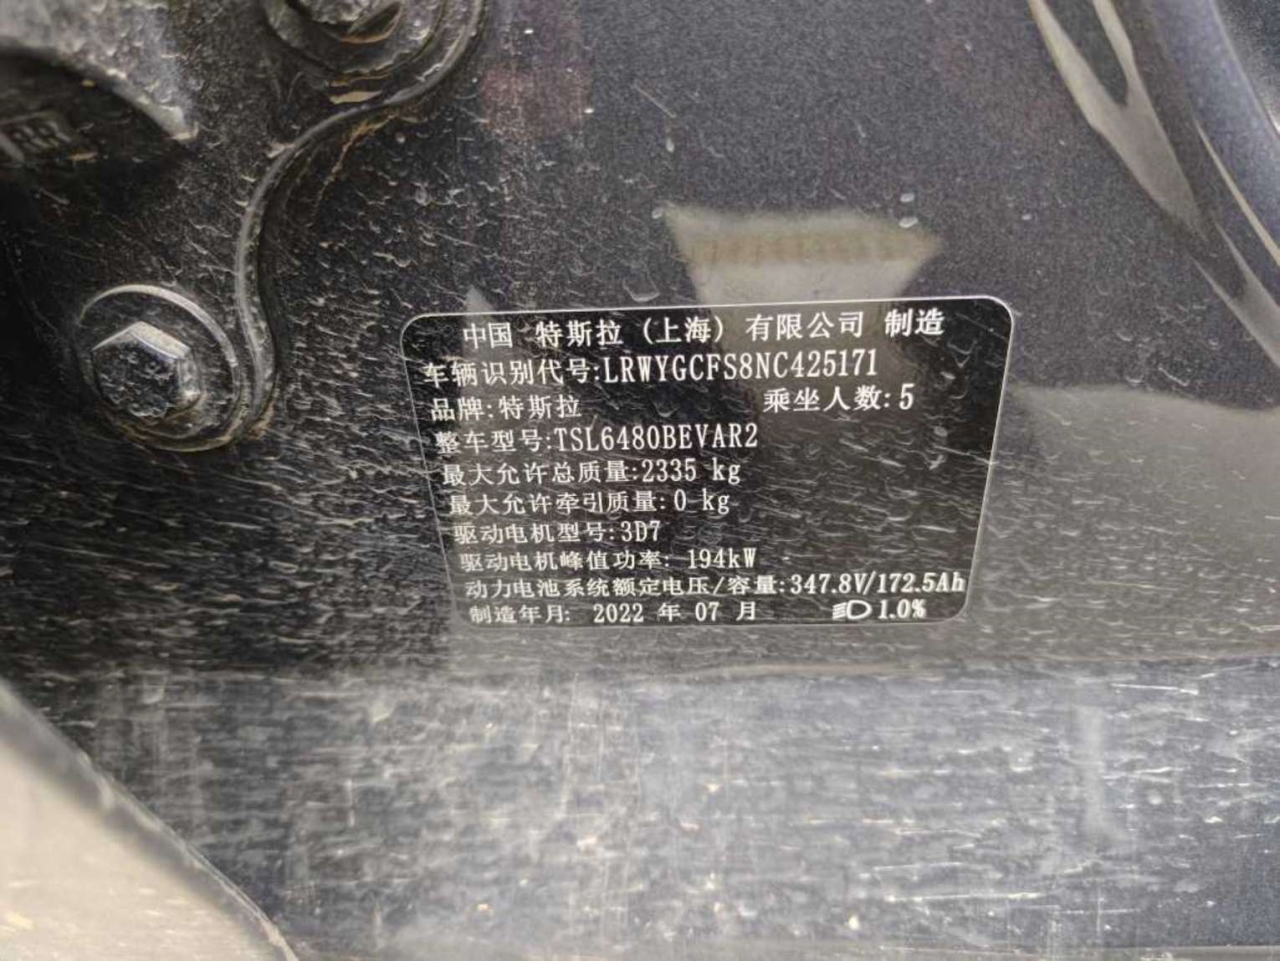 中国 特斯拉 (上海) 有限公司 制造
车辆识别代号:LRWYGCFS8NC425171
品牌:特斯拉 乘坐人数:5
整车型号:TSL6480BEVAR2
最大允许总质量:2335 kg
最大允许牵引质量:0 kg
驱动电机型号:3D7
驱动电机峰值功率: 194kW
动力电池系统额定电压/容量:347.8V/172.5Ah
制造年月: 2022 年 07 月 1.0%